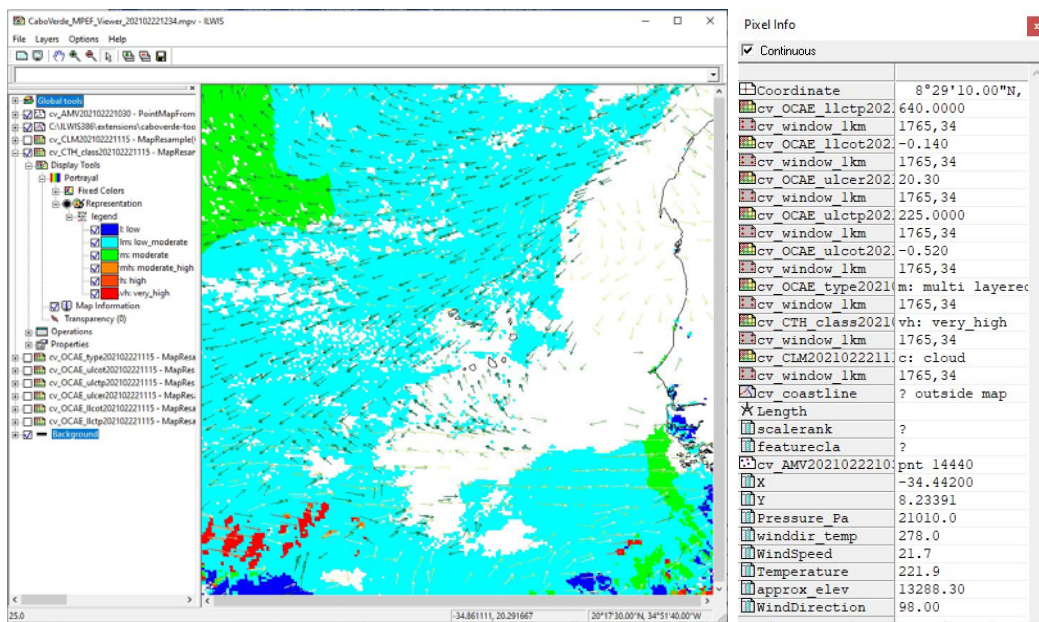 CaboVerde_MPEF_Viewer_202102221234.mpv - ILWIS
File Layers Options Help
Global tools
cv_AMV202102221030 - PointMapFrom
C:\ILWIS386\extensions\caboverde-too
cv_CLM202102221115 - MapResample(
cv_CTH_class202102221115 - MapResar
Display Tools
Portrayal
Fixed Colors
Representation
legend
l: low
lm: low_moderate
m: moderate
mh: moderate_high
h: high
vh: very_high
Map Information
Transparency (0)
Operations
Properties
cv_OCAE_type202102221115 - MapResa
cv_OCAE_ulcot202102221115 - MapRes
cv_OCAE_ulctp202102221115 - MapRes
cv_OCAE_ulcer202102221115 - MapRes
cv_OCAE_llcot202102221115 - MapResa
cv_OCAE_llctp202102221115 - MapResa
Background
25.0
-34.861111, 20.291667
20°17'30.00"N, 34°51'40.00"W
Pixel Info
Continuous
Coordinate 8°29'10.00"N,
cv_OCAE_llctp202 640.0000
cv_window_1km 1765,34
cv_OCAE_llcot202 -0.140
cv_window_1km 1765,34
cv_OCAE_ulcer202 20.30
cv_window_1km 1765,34
cv_OCAE_ulctp202 225.0000
cv_window_1km 1765,34
cv_OCAE_ulcot202 -0.520
cv_window_1km 1765,34
cv_OCAE_type2021 m: multi layered
cv_window_1km 1765,34
cv_CTH_class2021 vh: very_high
cv_window_1km 1765,34
cv_CLM2021022211 c: cloud
cv_window_1km 1765,34
cv_coastline ? outside map
Length
scalerank ?
featurecla ?
cv_AMV2021022210 pnt 14440
X -34.44200
Y 8.23391
Pressure_Pa 21010.0
winddir_temp 278.0
WindSpeed 21.7
Temperature 221.9
approx_elev 13288.30
WindDirection 98.00